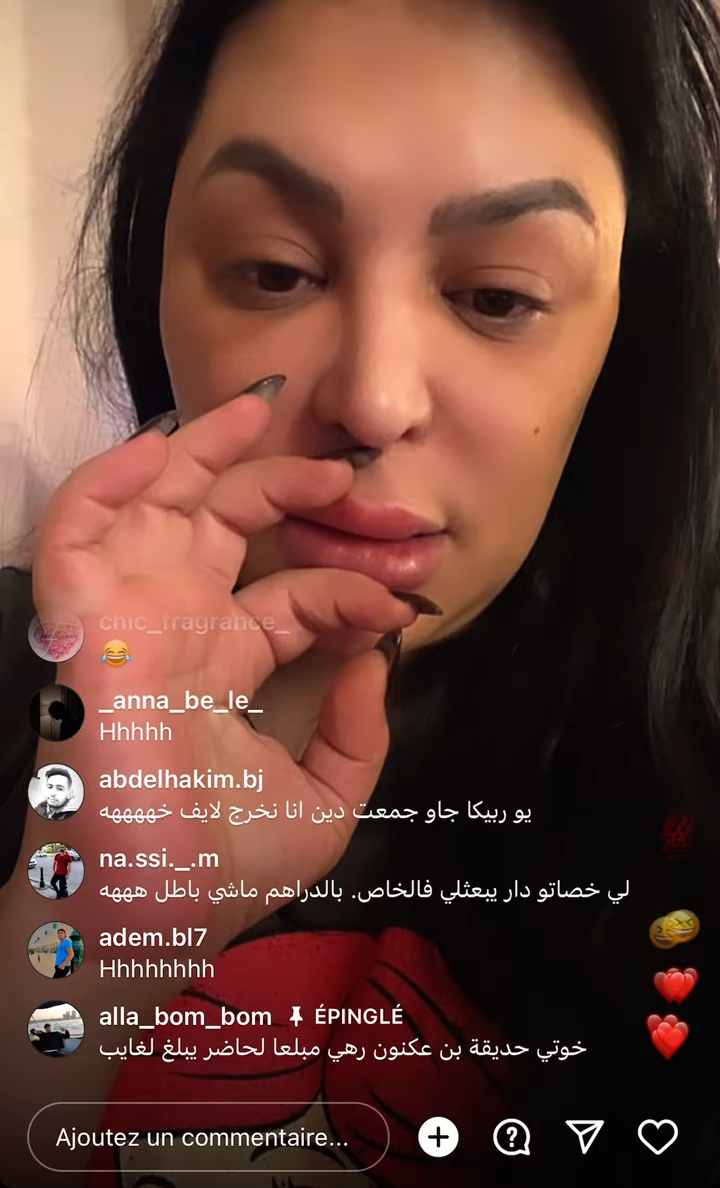 chic_fragrance_
😂
_anna_be_le_
Hhhhh
abdelhakim.bj
يو ربيكا جاو جمعت دين انا نخرج لايف خهههه
na.ssi._.m
لي خصاتو دار يبعثلي فالخاص. بالدراهم ماشي باطل هههه
adem.bl7
Hhhhhhhh
alla_bom_bom ÉPINGLÉ
خوتي حديقة بن عكنون رهي مبلعا لحاضر يبلغ لغايب
Ajoutez un commentaire...